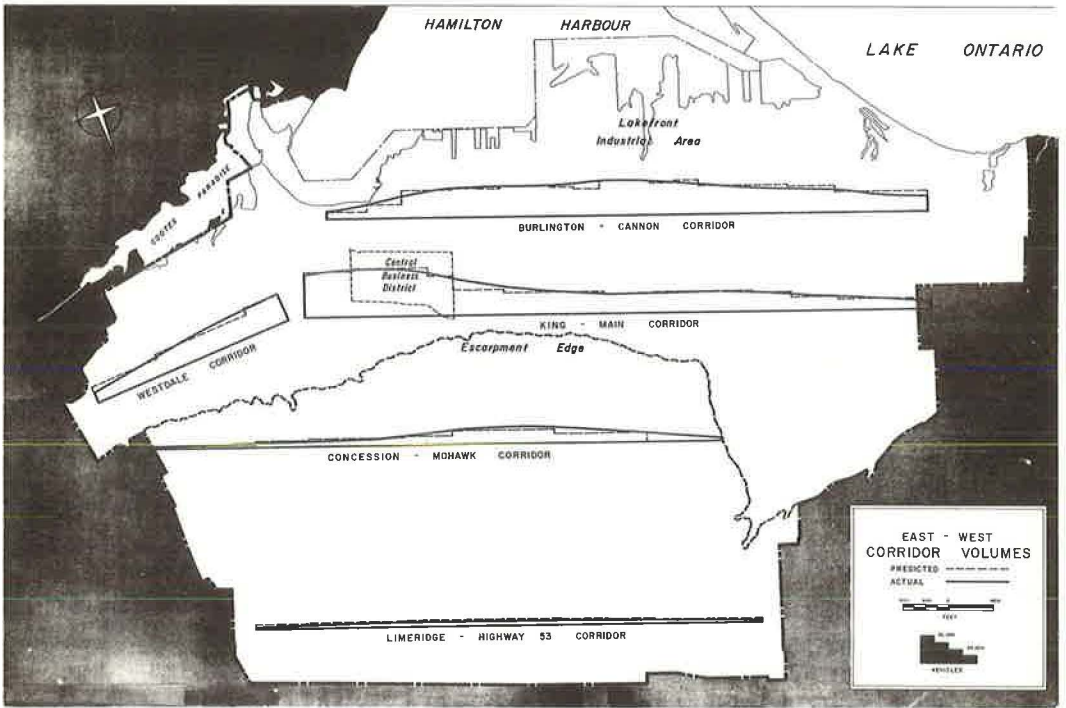 HAMILTON HARBOUR
LAKE ONTARIO
Lakefront
Industrial Area
COOTES PARADISE
BURLINGTON - CANNON CORRIDOR
Central
Business
District
KING - MAIN CORRIDOR
Escarpment Edge
WESTDALE CORRIDOR
CONCESSION - MOHAWK CORRIDOR
LIMERIDGE - HIGHWAY 53 CORRIDOR
EAST - WEST
CORRIDOR VOLUMES
PREDICTED
ACTUAL
FEET
VEHICLES